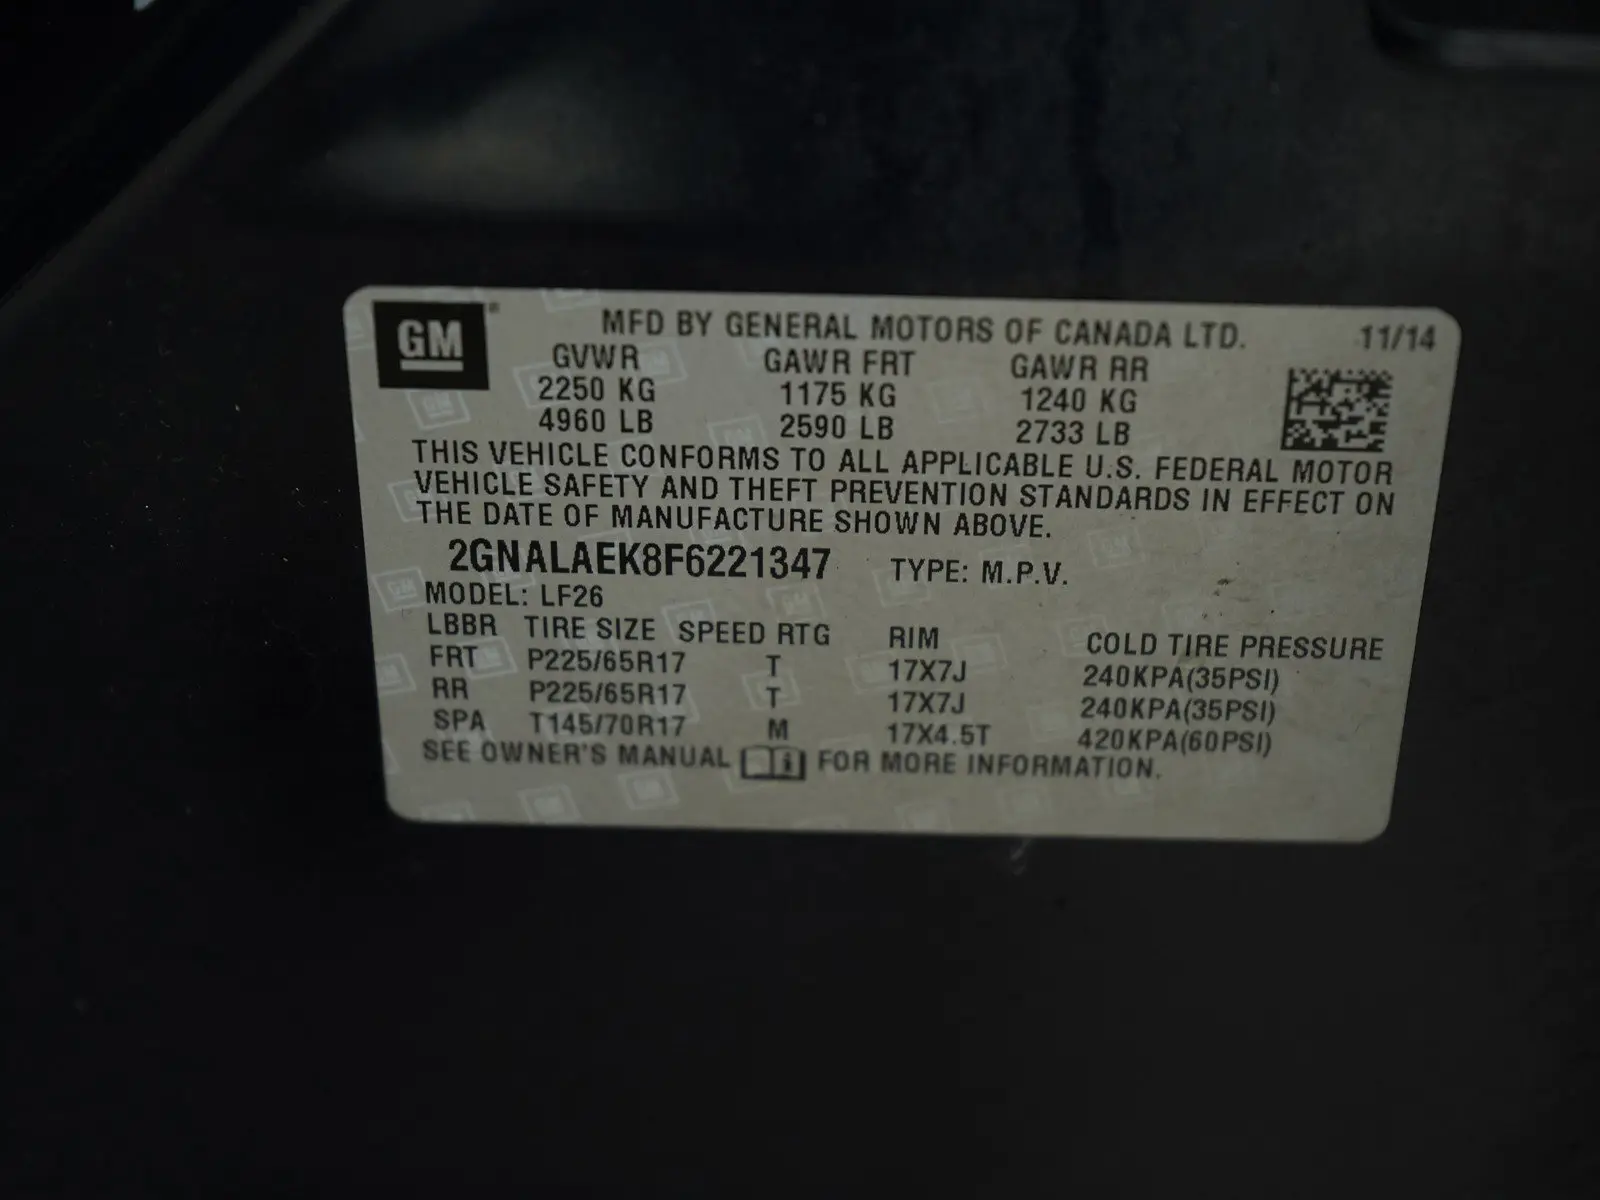 GM® MFD BY GENERAL MOTORS OF CANADA LTD. 11/14
GVWR GAWR FRT GAWR RR
2250 KG 1175 KG 1240 KG
4960 LB 2590 LB 2733 LB
THIS VEHICLE CONFORMS TO ALL APPLICABLE U.S. FEDERAL MOTOR
VEHICLE SAFETY AND THEFT PREVENTION STANDARDS IN EFFECT ON
THE DATE OF MANUFACTURE SHOWN ABOVE.
2GNALAEK8F6221347 TYPE: M.P.V.
MODEL: LF26
LBBR TIRE SIZE SPEED RTG RIM COLD TIRE PRESSURE
FRT P225/65R17 T 17X7J 240KPA(35PSI)
RR P225/65R17 T 17X7J 240KPA(35PSI)
SPA T145/70R17 M 17X4.5T 420KPA(60PSI)
SEE OWNER'S MANUAL FOR MORE INFORMATION.